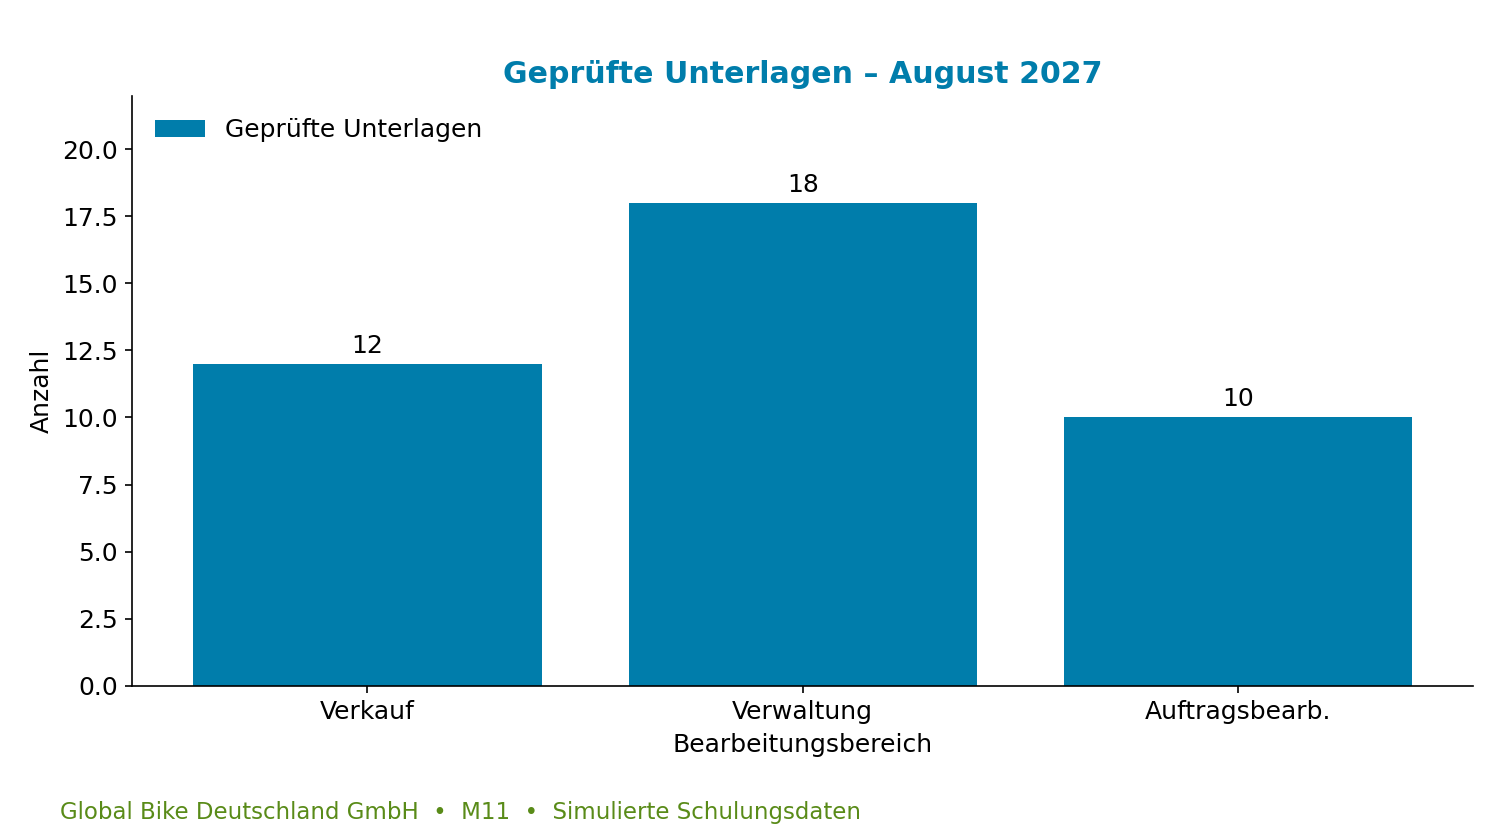 Geprüfte Unterlagen – August 2027
Geprüfte Unterlagen
20.0
17.5
15.0
12.5
10.0
7.5
5.0
2.5
0.0
Anzahl
12
18
10
Verkauf
Verwaltung
Auftragsbearb.
Bearbeitungsbereich
Global Bike Deutschland GmbH • M11 • Simulierte Schulungsdaten